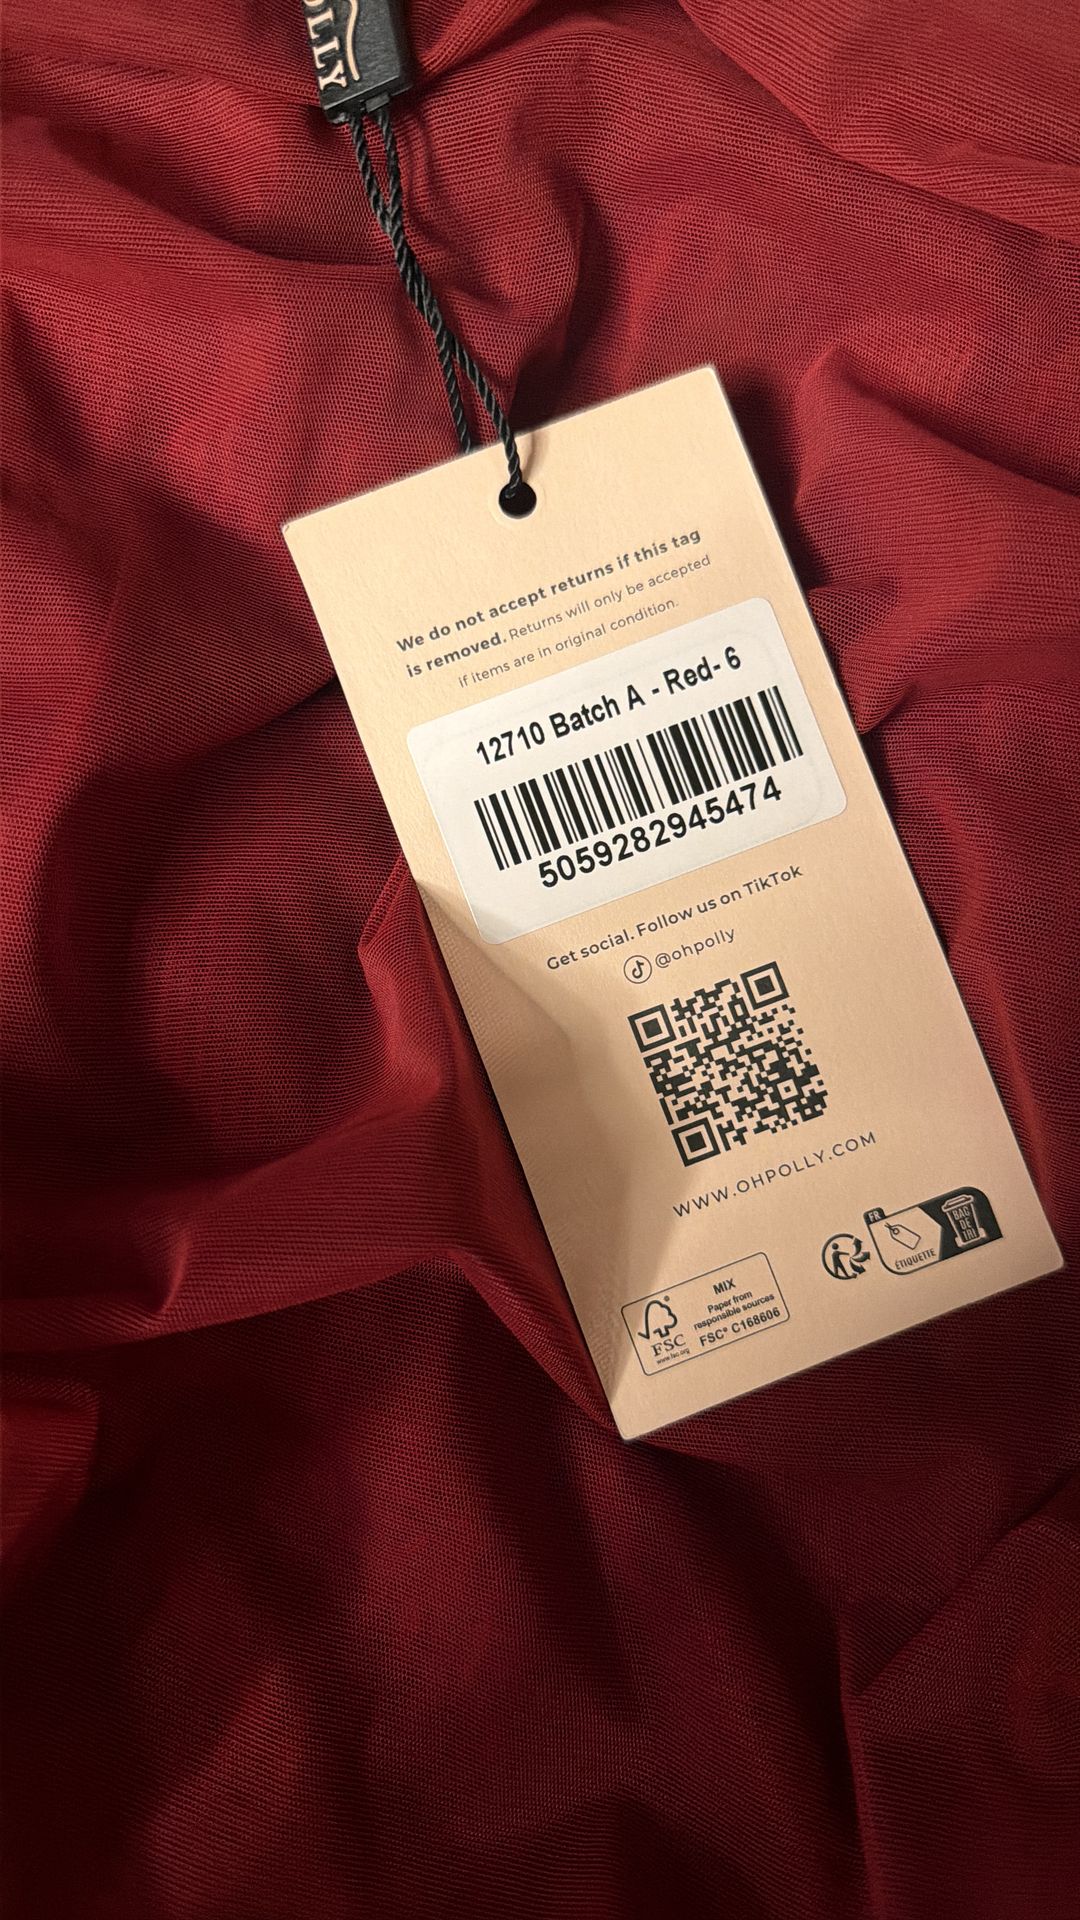 OLLY
We do not accept returns if this tag
is removed. Returns will only be accepted
if items are in original condition.
12710 Batch A - Red- 6
5059282945474
Get social. Follow us on TikTok
@ohpolly
WWW.OHPOLLY.COM
FR
ÉTIQUETTE
BAC
DE
TRI
MIX
Paper from
responsible sources
FSC® C168606
FSC
www.fsc.org